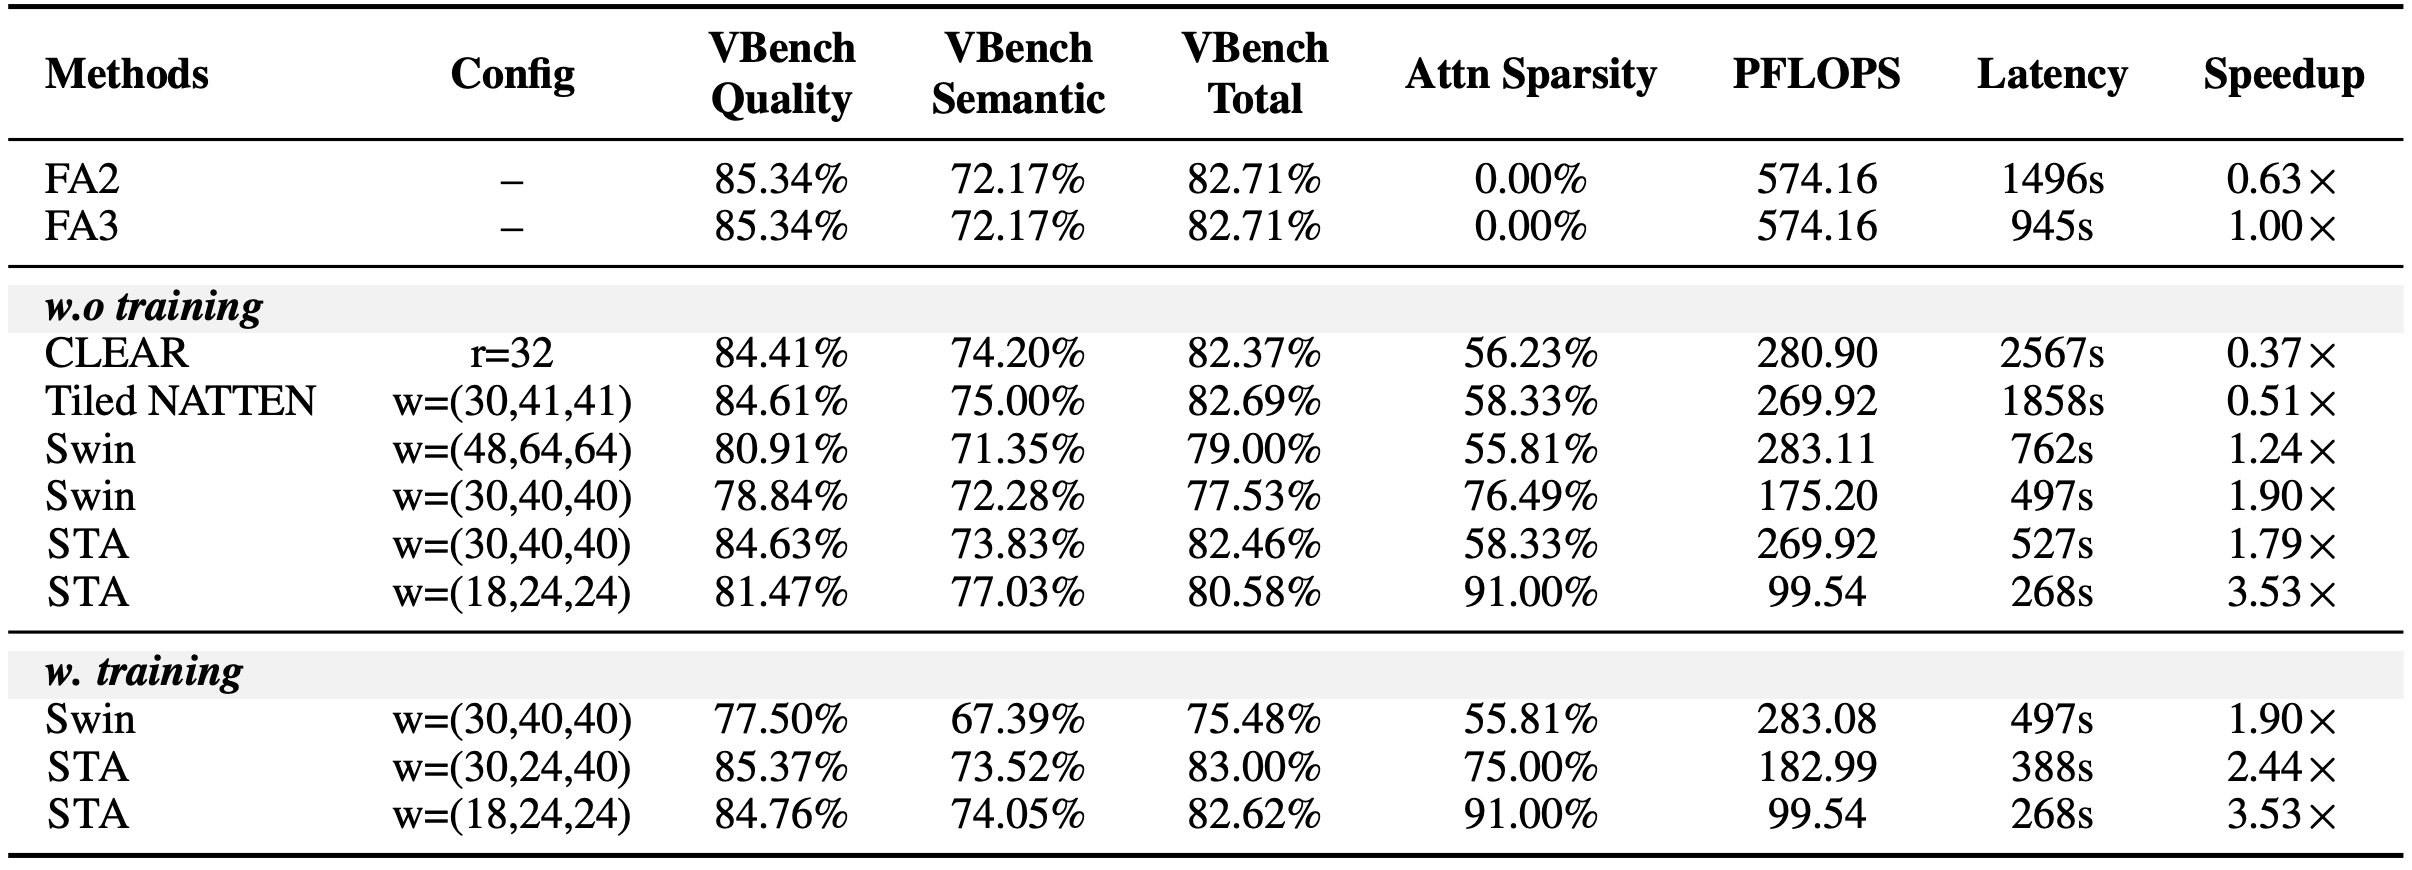 Methods Config VBench Quality VBench Semantic VBench Total Attn Sparsity PFLOPS Latency Speedup
FA2 – 85.34% 72.17% 82.71% 0.00% 574.16 1496s 0.63×
FA3 – 85.34% 72.17% 82.71% 0.00% 574.16 945s 1.00×
w.o training
CLEAR r=32 84.41% 74.20% 82.37% 56.23% 280.90 2567s 0.37×
Tiled NATTEN w=(30,41,41) 84.61% 75.00% 82.69% 58.33% 269.92 1858s 0.51×
Swin w=(48,64,64) 80.91% 71.35% 79.00% 55.81% 283.11 762s 1.24×
Swin w=(30,40,40) 78.84% 72.28% 77.53% 76.49% 175.20 497s 1.90×
STA w=(30,40,40) 84.63% 73.83% 82.46% 58.33% 269.92 527s 1.79×
STA w=(18,24,24) 81.47% 77.03% 80.58% 91.00% 99.54 268s 3.53×
w. training
Swin w=(30,40,40) 77.50% 67.39% 75.48% 55.81% 283.08 497s 1.90×
STA w=(30,24,40) 85.37% 73.52% 83.00% 75.00% 182.99 388s 2.44×
STA w=(18,24,24) 84.76% 74.05% 82.62% 91.00% 99.54 268s 3.53×